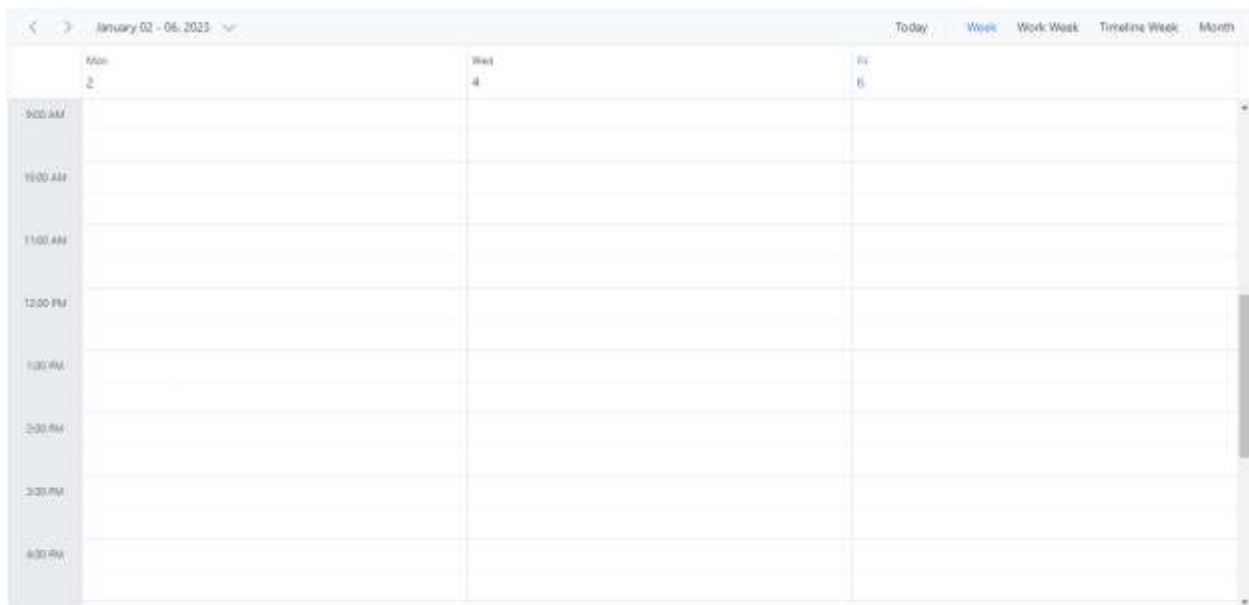 January 02 - 06, 2023 Today Week Work Week Timeline Week Month
Mon Wed Fri
2 4 6
9:00 AM
10:00 AM
11:00 AM
12:00 PM
1:00 PM
2:00 PM
3:00 PM
4:00 PM